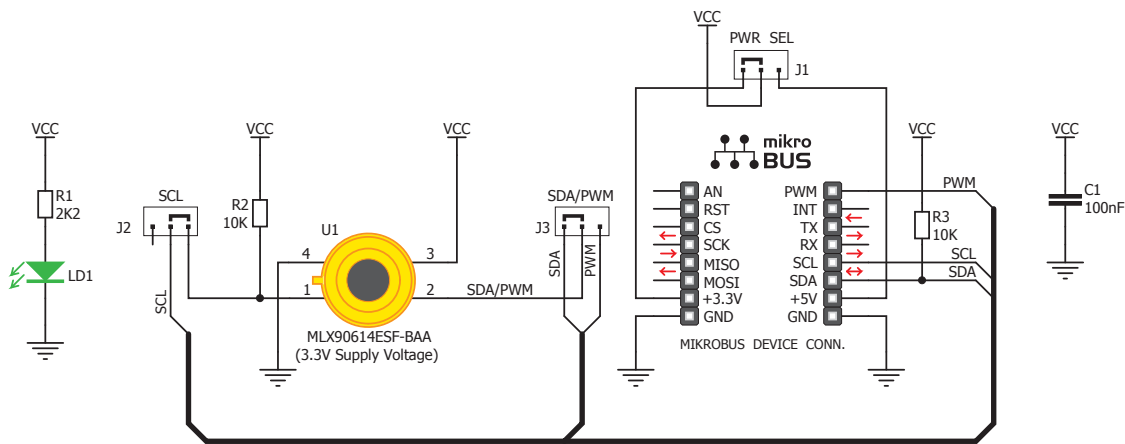 VCC
PWR SEL
J1
VCC
VCC
VCC
VCC
VCC
mikro
BUS
R1
2K2
SCL
J2
R2
10K
U1
SDA/PWM
J3
AN
PWM
PWM
RST
INT
CS
TX
SCK
RX
MISO
SCL
SCL
MOSI
SDA
SDA
+3.3V
+5V
GND
GND
R3
10K
C1
100nF
LD1
4
3
1
2
SDA/PWM
SCL
SDA
PWM
MLX90614ESF-BAA
(3.3V Supply Voltage)
MIKROBUS DEVICE CONN.